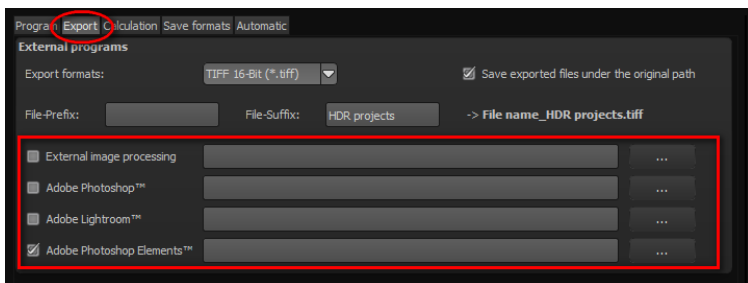 Program Export Calculation Save formats Automatic
External programs
Export formats: TIFF 16-Bit (*.tiff) Save exported files under the original path
File-Prefix: File-Suffix: HDR projects -> File name_HDR projects.tiff
External image processing ...
Adobe Photoshop™ ...
Adobe Lightroom™ ...
Adobe Photoshop Elements™ ...